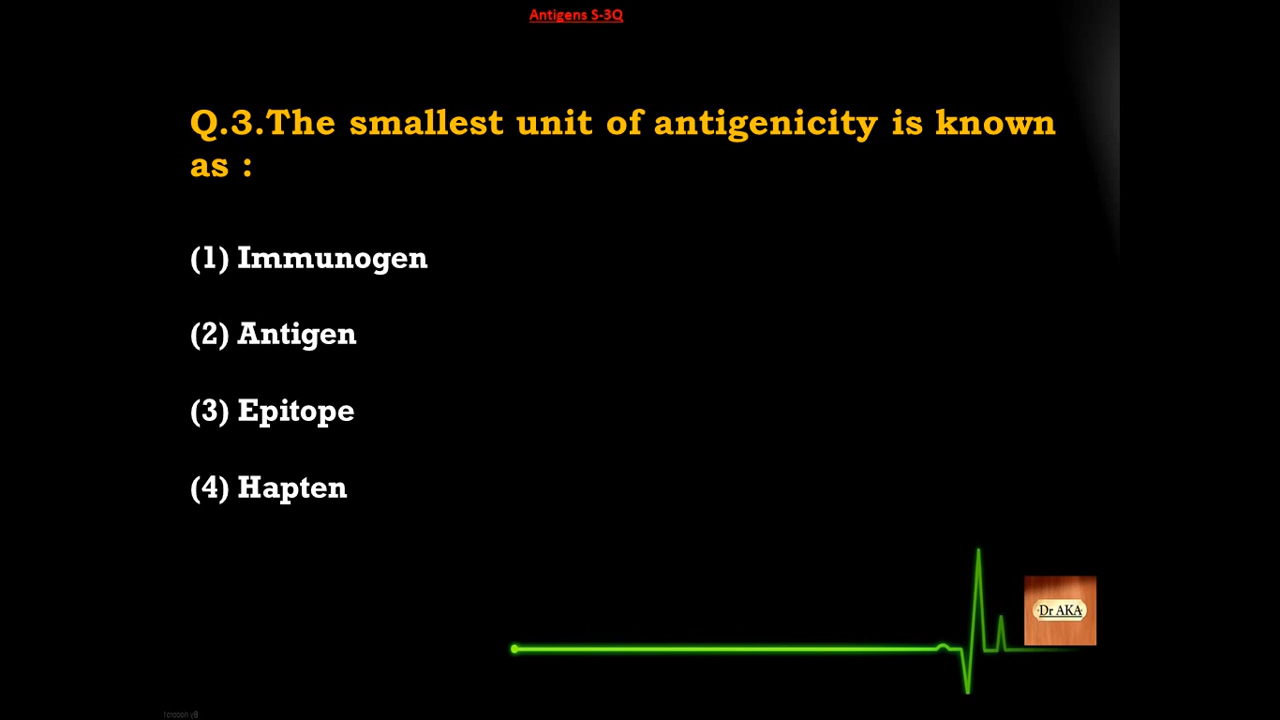 Antigens S-3Q
Q.3.The smallest unit of antigenicity is known
as :
(1) Immunogen
(2) Antigen
(3) Epitope
(4) Hapten
Dr AKA